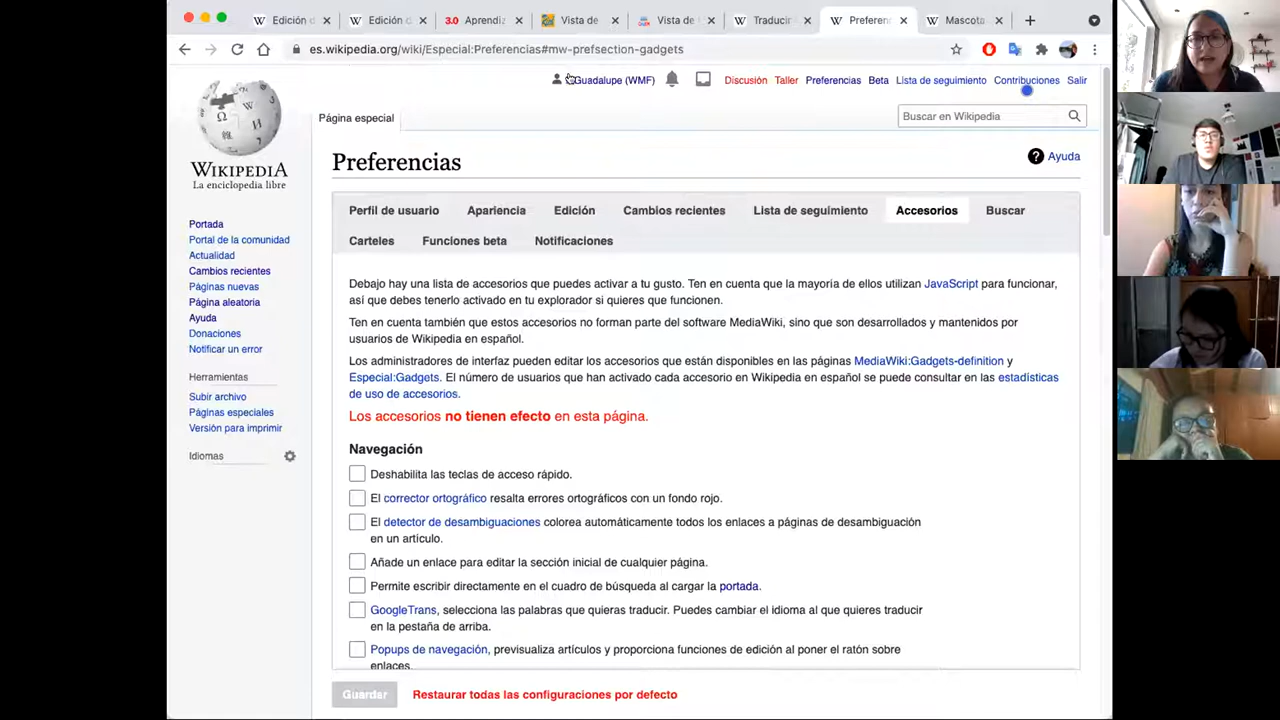 Edición d
Edición d
3.0 Aprendiz
Vista de
Vista de
Traducir
Preferen
Mascota
es.wikipedia.org/wiki/Especial:Preferencias#mw-prefsection-gadgets
Guadalupe (WMF) Discusión Taller Preferencias Beta Lista de seguimiento Contribuciones Salir
Página especial
Buscar en Wikipedia
WIKIPEDIA
La enciclopedia libre
Preferencias
Ayuda
Perfil de usuario Apariencia Edición Cambios recientes Lista de seguimiento Accesorios Buscar
Carteles Funciones beta Notificaciones
Portada
Portal de la comunidad
Actualidad
Cambios recientes
Páginas nuevas
Página aleatoria
Ayuda
Donaciones
Notificar un error
Herramientas
Subir archivo
Páginas especiales
Versión para imprimir
Idiomas
Debajo hay una lista de accesorios que puedes activar a tu gusto. Ten en cuenta que la mayoría de ellos utilizan JavaScript para funcionar,
así que debes tenerlo activado en tu explorador si quieres que funcionen.
Ten en cuenta también que estos accesorios no forman parte del software MediaWiki, sino que son desarrollados y mantenidos por
usuarios de Wikipedia en español.
Los administradores de interfaz pueden editar los accesorios que están disponibles en las páginas MediaWiki:Gadgets-definition y
Especial:Gadgets. El número de usuarios que han activado cada accesorio en Wikipedia en español se puede consultar en las estadísticas
de uso de accesorios.
Los accesorios no tienen efecto en esta página.
Navegación
Deshabilita las teclas de acceso rápido.
El corrector ortográfico resalta errores ortográficos con un fondo rojo.
El detector de desambiguaciones colorea automáticamente todos los enlaces a páginas de desambiguación
en un artículo.
Añade un enlace para editar la sección inicial de cualquier página.
Permite escribir directamente en el cuadro de búsqueda al cargar la portada.
GoogleTrans, selecciona las palabras que quieras traducir. Puedes cambiar el idioma al que quieres traducir
en la pestaña de arriba.
Popups de navegación, previsualiza artículos y proporciona funciones de edición al poner el ratón sobre
enlaces.
Guardar
Restaurar todas las configuraciones por defecto